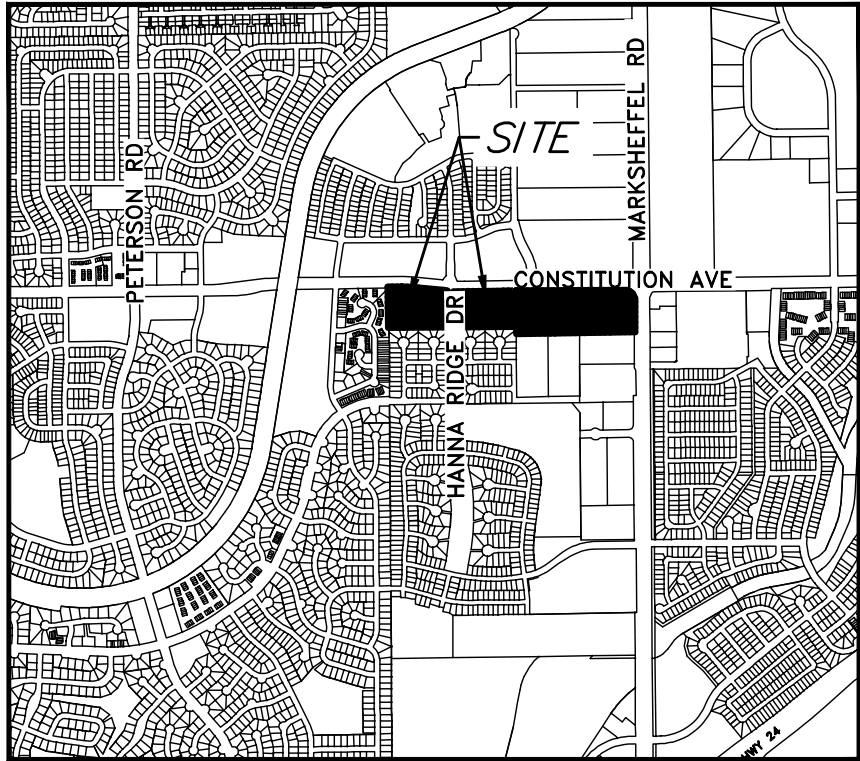 PETERSON RD
SITE
MARKSHEFFEL RD
CONSTITUTION AVE
HANNA RIDGE DR
HWY 24